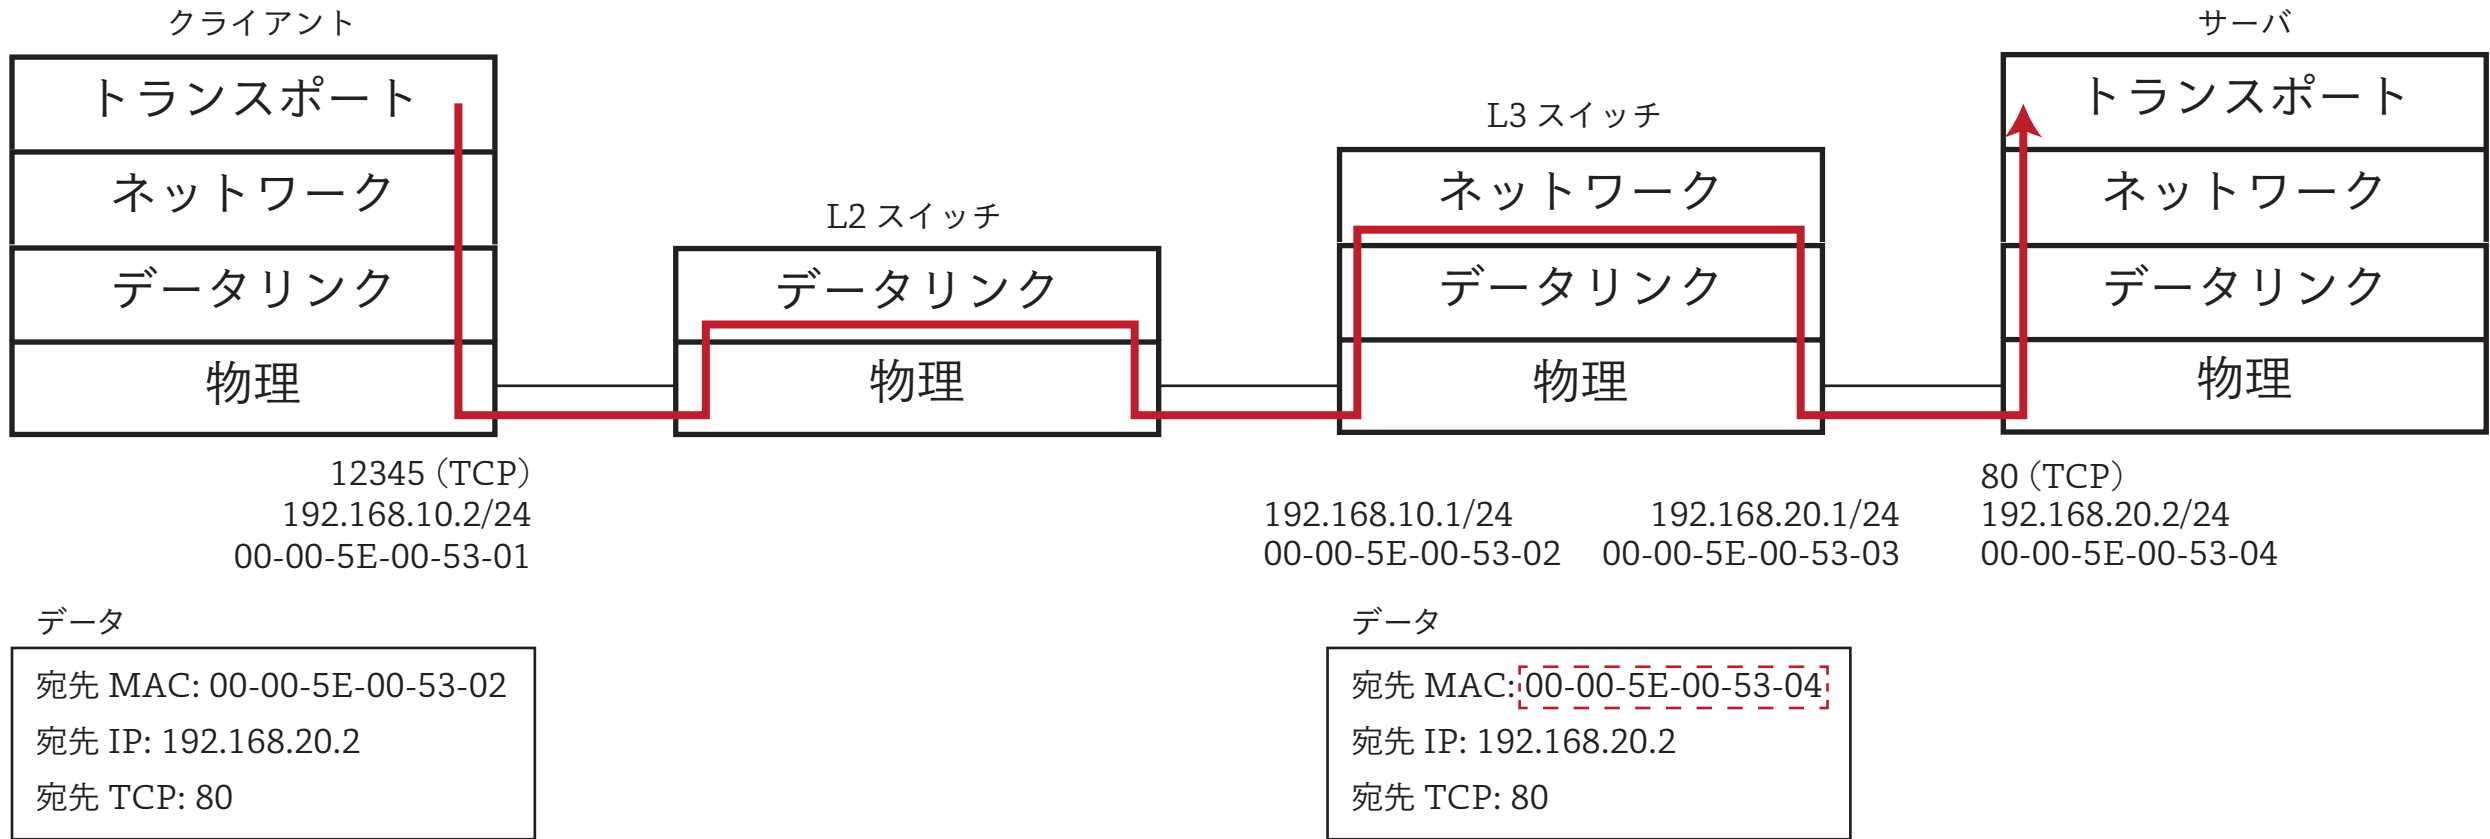 クライアント
トランスポート
ネットワーク
データリンク
物理
L2 スイッチ
データリンク
物理
L3 スイッチ
ネットワーク
データリンク
物理
サーバ
トランスポート
ネットワーク
データリンク
物理
12345（TCP）
192.168.10.2/24
00-00-5E-00-53-01
192.168.10.1/24
00-00-5E-00-53-02
192.168.20.1/24
00-00-5E-00-53-03
80（TCP）
192.168.20.2/24
00-00-5E-00-53-04
データ
宛先 MAC: 00-00-5E-00-53-02
宛先 IP: 192.168.20.2
宛先 TCP: 80
データ
宛先 MAC: 00-00-5E-00-53-04
宛先 IP: 192.168.20.2
宛先 TCP: 80